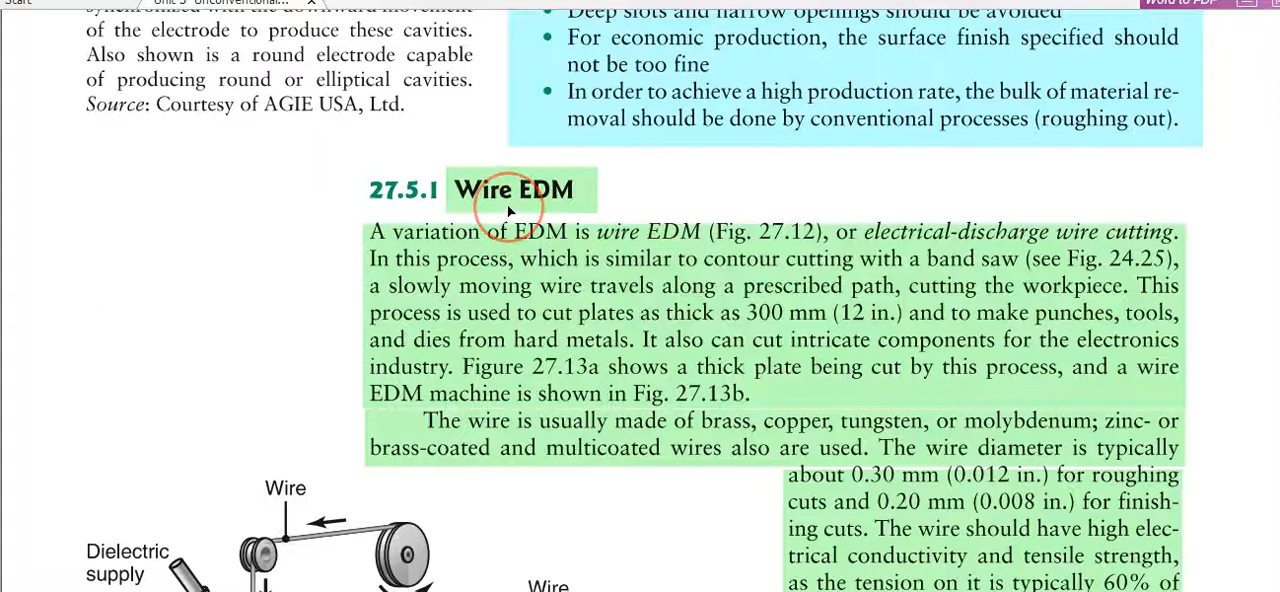 Start
Unit 5 "Unconventional...
x
Word to PDF
synchronized with the downward movement
of the electrode to produce these cavities.
Also shown is a round electrode capable
of producing round or elliptical cavities.
Source: Courtesy of AGIE USA, Ltd.
• Deep slots and narrow openings should be avoided
• For economic production, the surface finish specified should
not be too fine
• In order to achieve a high production rate, the bulk of material re-
moval should be done by conventional processes (roughing out).
27.5.1 Wire EDM
A variation of EDM is wire EDM (Fig. 27.12), or electrical-discharge wire cutting.
In this process, which is similar to contour cutting with a band saw (see Fig. 24.25),
a slowly moving wire travels along a prescribed path, cutting the workpiece. This
process is used to cut plates as thick as 300 mm (12 in.) and to make punches, tools,
and dies from hard metals. It also can cut intricate components for the electronics
industry. Figure 27.13a shows a thick plate being cut by this process, and a wire
EDM machine is shown in Fig. 27.13b.
The wire is usually made of brass, copper, tungsten, or molybdenum; zinc- or
brass-coated and multicoated wires also are used. The wire diameter is typically
about 0.30 mm (0.012 in.) for roughing
cuts and 0.20 mm (0.008 in.) for finish-
ing cuts. The wire should have high elec-
trical conductivity and tensile strength,
as the tension on it is typically 60% of
Wire
Dielectric
supply
Wire